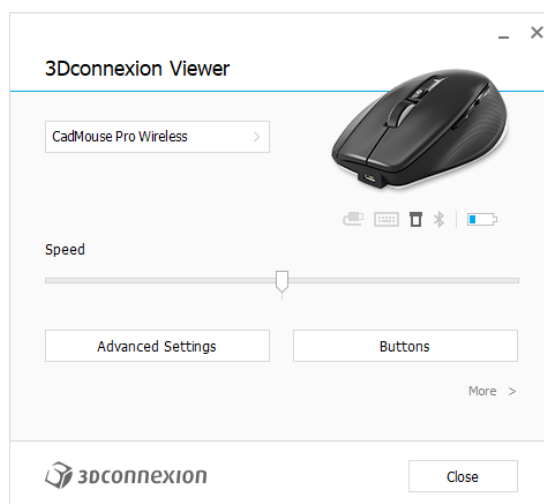 3Dconnexion Viewer
CadMouse Pro Wireless
Speed
Advanced Settings
Buttons
More >
3DCONNEXION
Close